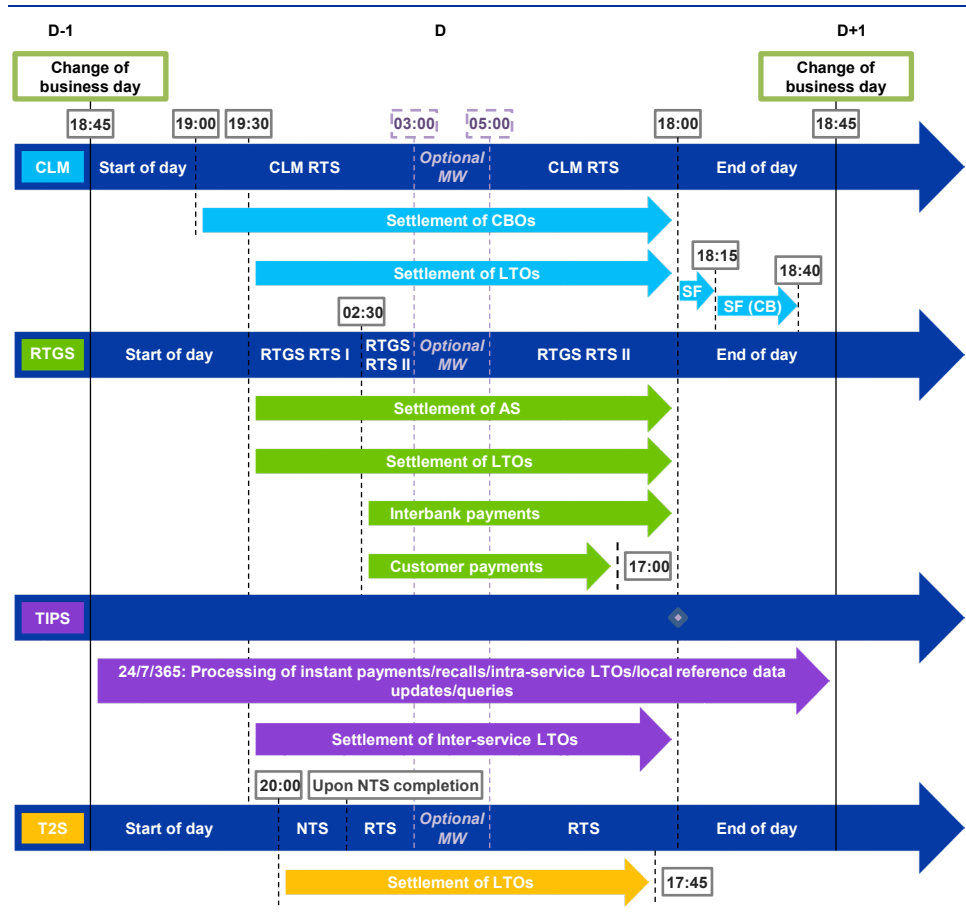 D-1
D
D+1
Change of
business day
Change of
business day
18:45
19:00
19:30
03:00
05:00
18:00
18:45
CLM
Start of day
CLM RTS
Optional
MW
CLM RTS
End of day
Settlement of CBOs
Settlement of LTOs
18:15
18:40
SF
SF (CB)
02:30
RTGS
Start of day
RTGS RTS I
RTGS
RTS II
Optional
MW
RTGS RTS II
End of day
Settlement of AS
Settlement of LTOs
Interbank payments
Customer payments
17:00
TIPS
24/7/365: Processing of instant payments/recalls/intra-service LTOs/local reference data
updates/queries
Settlement of Inter-service LTOs
20:00
Upon NTS completion
T2S
Start of day
NTS
RTS
Optional
MW
RTS
End of day
Settlement of LTOs
17:45